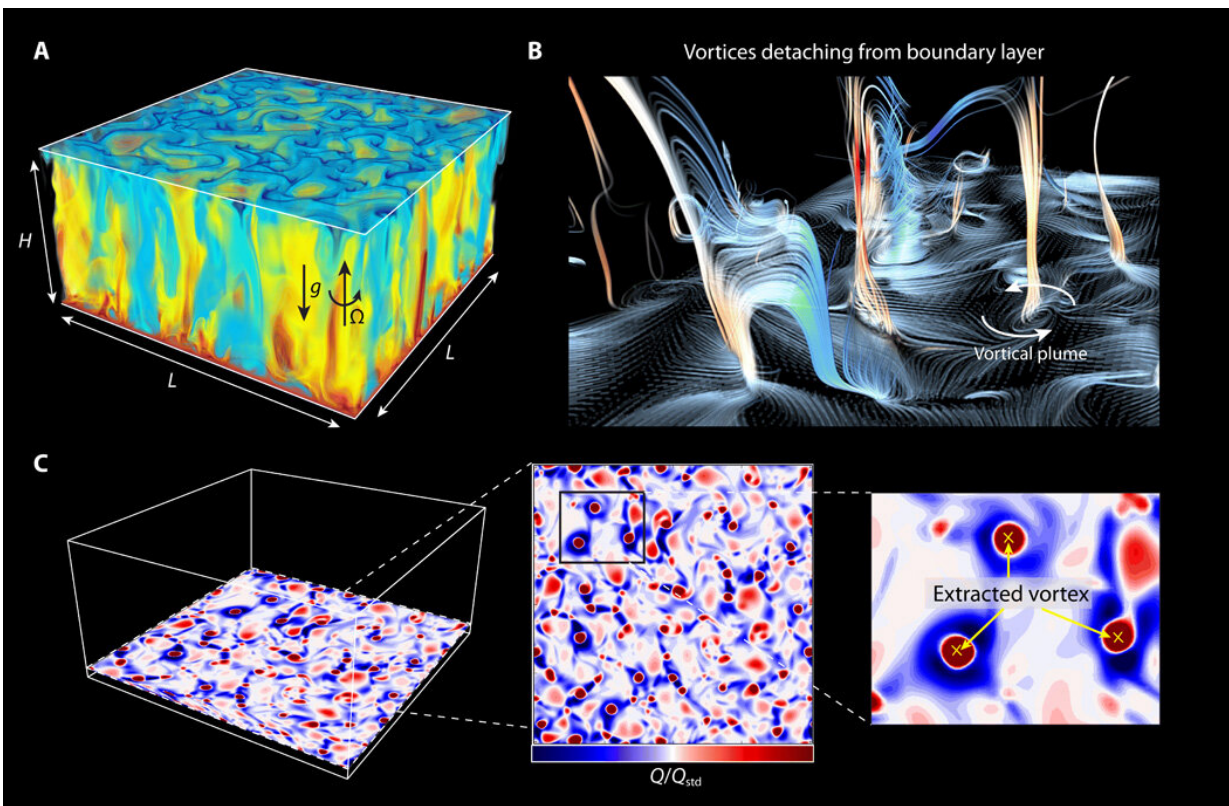 A
H
g
Ω
L
L
B
Vortices detaching from boundary layer
Vortical plume
C
Q/Qstd
Extracted vortex